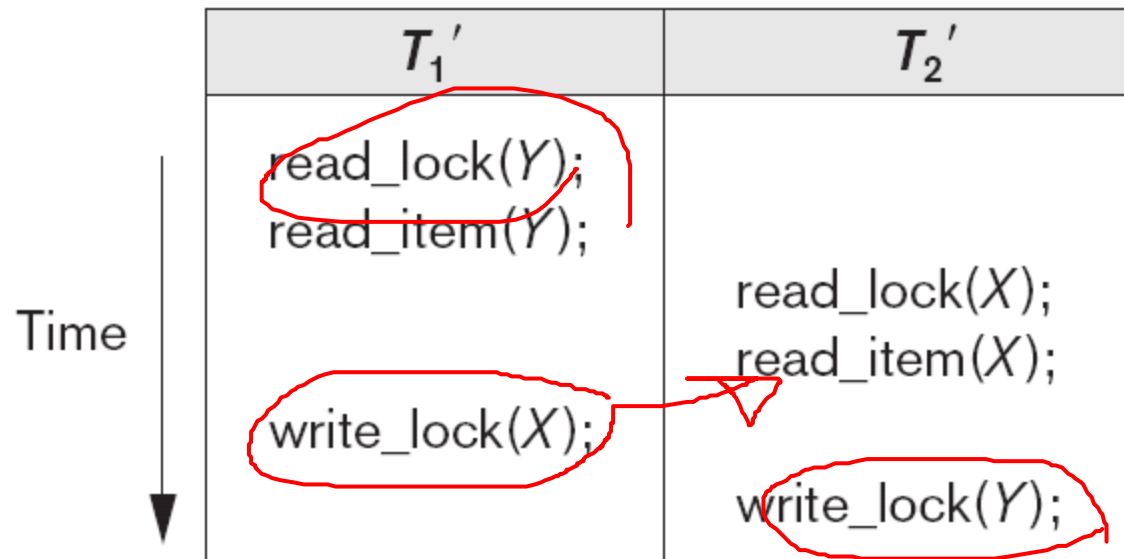 T₁′ T₂′
read_lock(Y);
read_item(Y);
read_lock(X);
Time
read_item(X);
write_lock(X);
write_lock(Y);